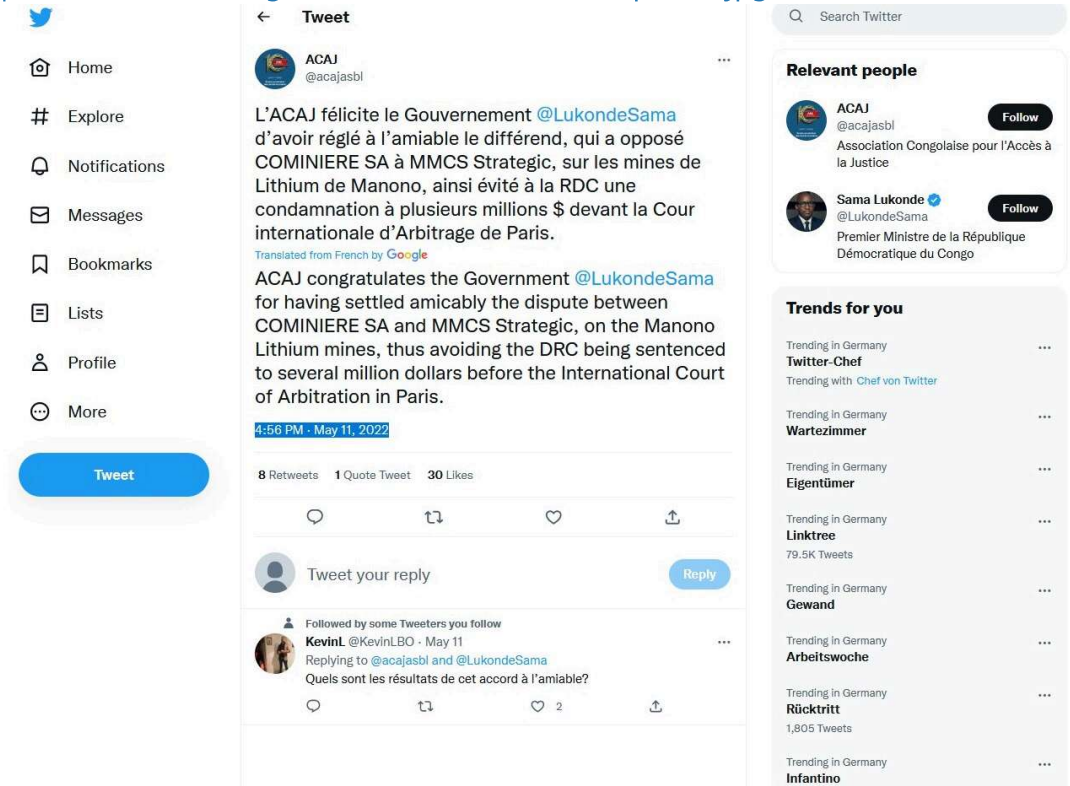 Home
Explore
Notifications
Messages
Bookmarks
Lists
Profile
More
Tweet
Tweet
ACAJ
@acajasbl
L’ACAJ félicite le Gouvernement @LukondeSama
d’avoir réglé à l’amiable le différend, qui a opposé
COMINIERE SA à MMCS Strategic, sur les mines de
Lithium de Manono, ainsi évité à la RDC une
condamnation à plusieurs millions $ devant la Cour
internationale d’Arbitrage de Paris.
Translated from French by Google
ACAJ congratulates the Government @LukondeSama
for having settled amicably the dispute between
COMINIERE SA and MMCS Strategic, on the Manono
Lithium mines, thus avoiding the DRC being sentenced
to several million dollars before the International Court
of Arbitration in Paris.
4:56 PM · May 11, 2022
8 Retweets 1 Quote Tweet 30 Likes
Tweet your reply
Reply
Followed by some Tweeters you follow
KevinL @KevinLBO · May 11
Replying to @acajasbl and @LukondeSama
Quels sont les résultats de cet accord à l’amiable?
2
Search Twitter
Relevant people
ACAJ
@acajasbl
Follow
Association Congolaise pour l'Accès à
la Justice
Sama Lukonde
@LukondeSama
Follow
Premier Ministre de la République
Démocratique du Congo
Trends for you
Trending in Germany
Twitter-Chef
Trending with Chef von Twitter
Trending in Germany
Wartezimmer
Trending in Germany
Eigentümer
Trending in Germany
Linktree
79.5K Tweets
Trending in Germany
Gewand
Trending in Germany
Arbeitswoche
Trending in Germany
Rücktritt
1,805 Tweets
Trending in Germany
Infantino